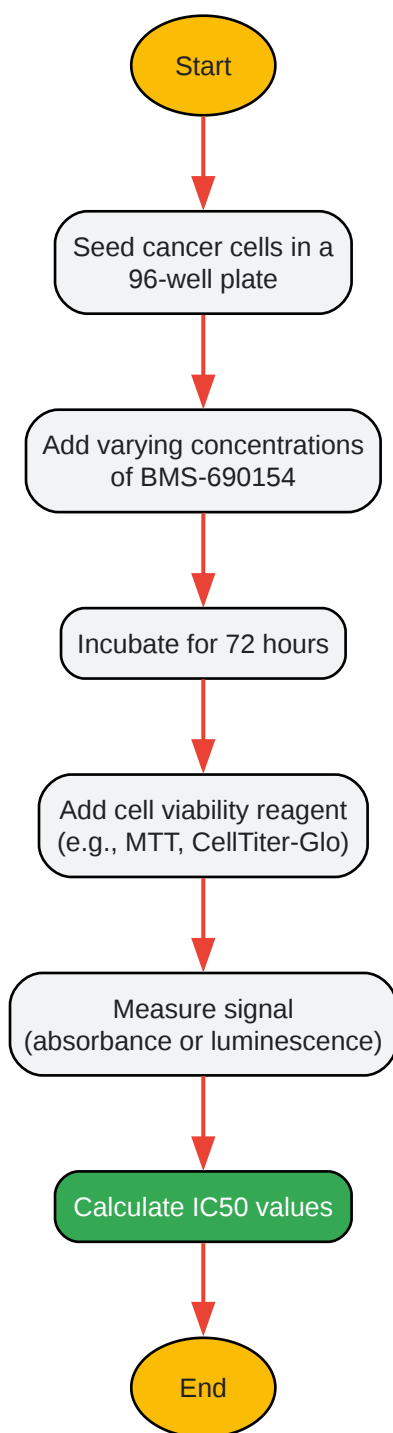 Start
Seed cancer cells in a
96-well plate
Add varying concentrations
of BMS-690154
Incubate for 72 hours
Add cell viability reagent
(e.g., MTT, CellTiter-Glo)
Measure signal
(absorbance or luminescence)
Calculate IC50 values
End